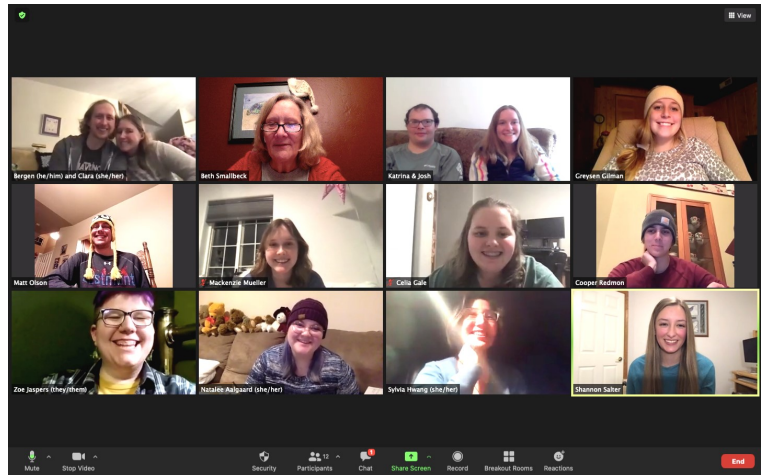 View
Bergen (he/him) and Clara (she/her)
Beth Smallbeck
Katrina & Josh
Greysen Gilman
Matt Olson
Mackenzie Mueller
Celia Gale
Cooper Redmon
Zoe Jaspers (they/them)
Natalee Aalgaard (she/her)
Sylvia Hwang (she/her)
Shannon Salter
Mute
Stop Video
Security
Participants
12
Chat
1
Share Screen
Record
Breakout Rooms
Reactions
End